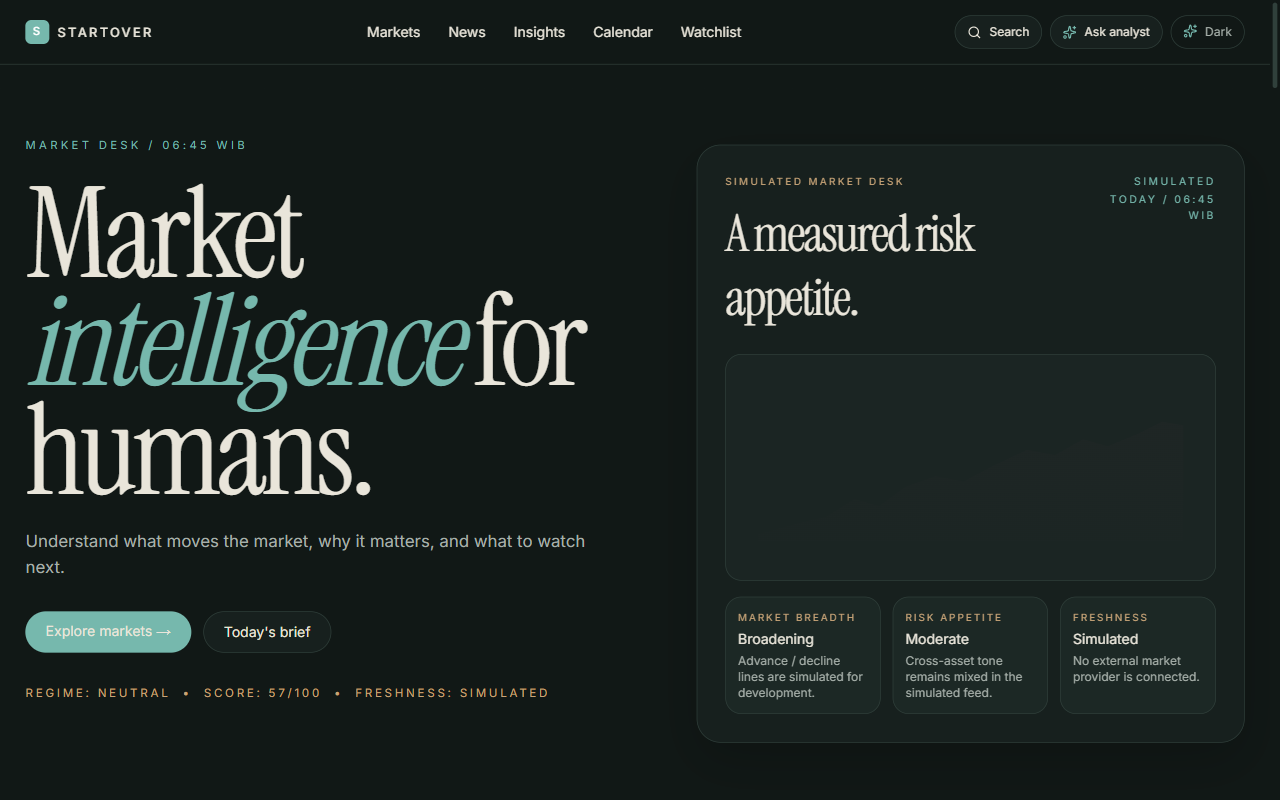 S STARTOVER
Markets News Insights Calendar Watchlist
Search Ask analyst Dark
MARKET DESK / 06:45 WIB
Market
intelligence for
humans.
Understand what moves the market, why it matters, and what to watch
next.
Explore markets →
Today's brief
REGIME: NEUTRAL • SCORE: 57/100 • FRESHNESS: SIMULATED
SIMULATED MARKET DESK
A measured risk
appetite.
SIMULATED
TODAY / 06:45
WIB
MARKET BREADTH
Broadening
Advance / decline
lines are simulated for
development.
RISK APPETITE
Moderate
Cross-asset tone
remains mixed in the
simulated feed.
FRESHNESS
Simulated
No external market
provider is connected.